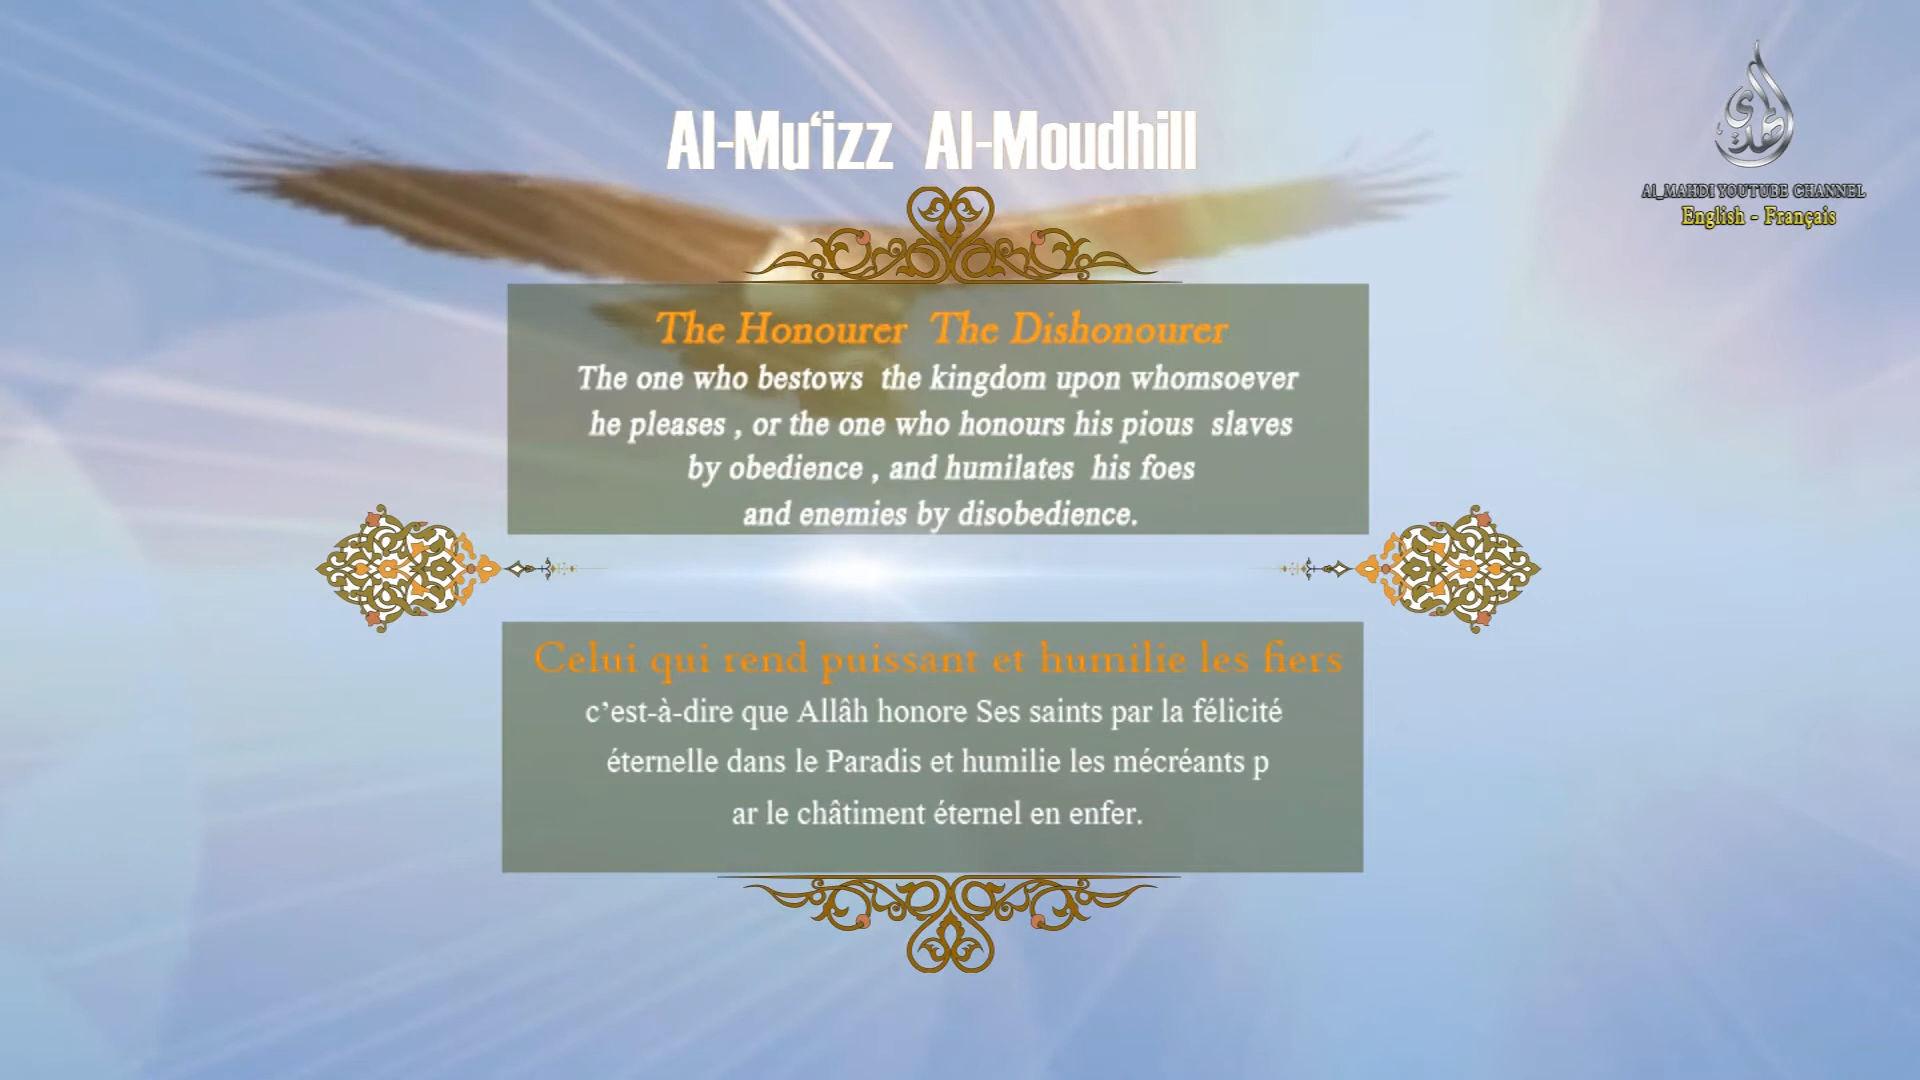 Al-Mu‘izz Al-Moudhill
المهدي
Al_MAHDI YOUTUBE CHANNEL
English - Français
The Honourer The Dishonourer
The one who bestows the kingdom upon whomsoever
he pleases , or the one who honours his pious slaves
by obedience , and humilates his foes
and enemies by disobedience.
Celui qui rend puissant et humilie les fiers
c’est-à-dire que Allâh honore Ses saints par la félicité
éternelle dans le Paradis et humilie les mécréants p
ar le châtiment éternel en enfer.